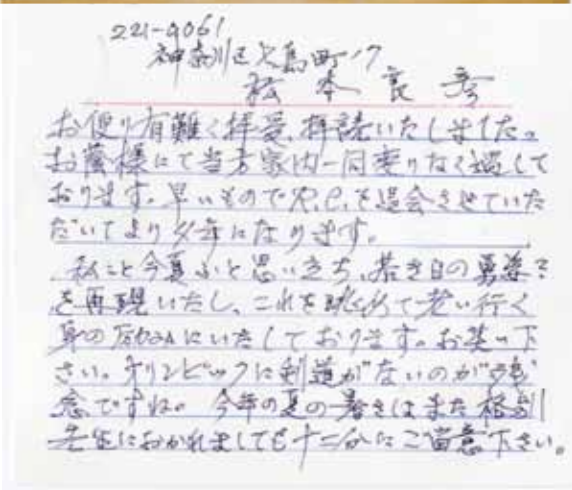 221-0061
神奈川区七島町17
松本良彦
お便り有難く拝受、拝読いたしました。
お蔭様にて当方家内一同変りなく過して
おります。早いものでR.C.を退会させていた
だいてより夕年になります。
私こと今夏ふと思い立ち、若き日の勇姿を
を再現いたし、これを眺めて老い行く
身の励みにいたしております。お笑い下
さい。オリンピックに剣道がないのが残
念ですね。今年の夏の暑さはまた格別
先生におかれましても十二分にご留意下さい。